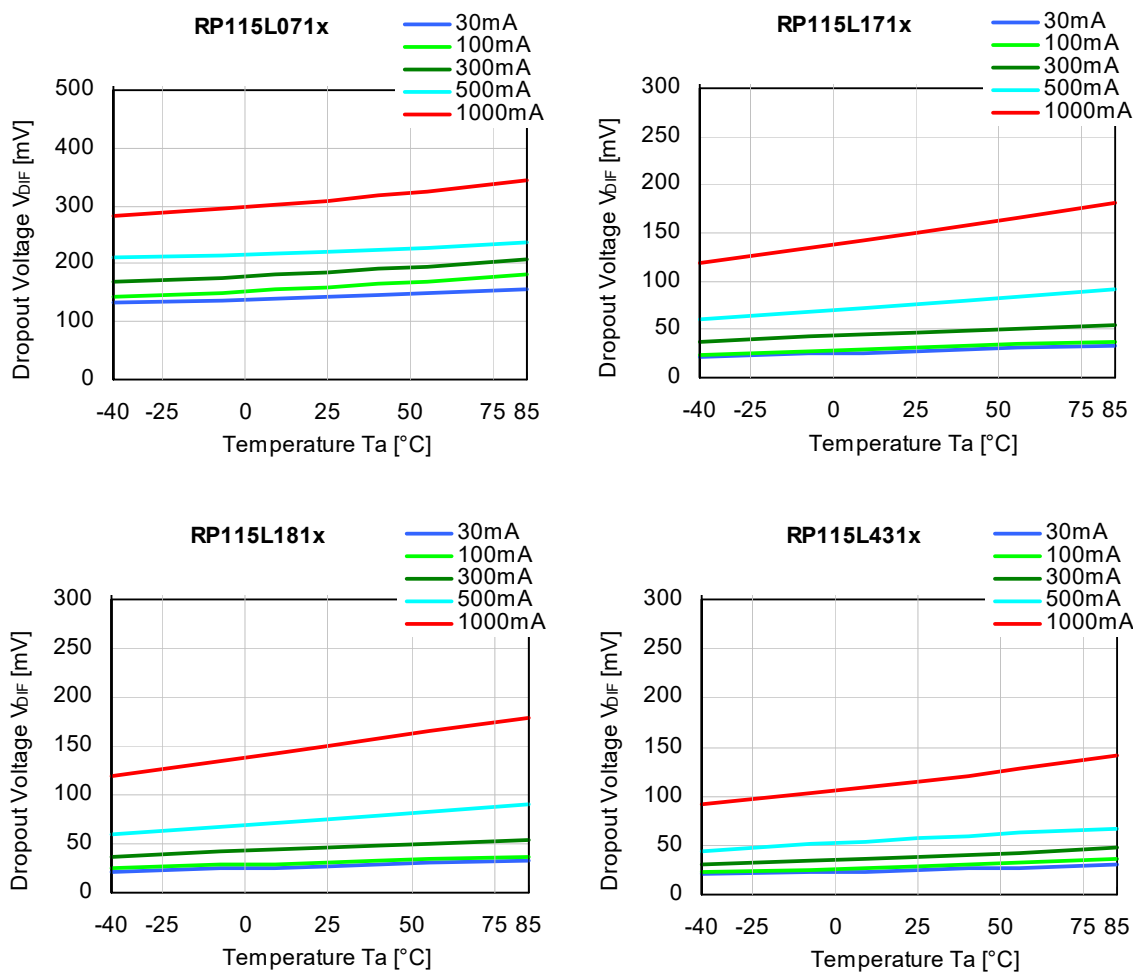 RP115L071x
30mA
100mA
300mA
500mA
1000mA
500
400
300
200
100
0
Dropout Voltage VDIF [mV]
-40 -25 0 25 50 75 85
Temperature Ta [°C]
RP115L171x
30mA
100mA
300mA
500mA
1000mA
300
250
200
150
100
50
0
Dropout Voltage VDIF [mV]
-40 -25 0 25 50 75 85
Temperature Ta [°C]
RP115L181x
30mA
100mA
300mA
500mA
1000mA
300
250
200
150
100
50
0
Dropout Voltage VDIF [mV]
-40 -25 0 25 50 75 85
Temperature Ta [°C]
RP115L431x
30mA
100mA
300mA
500mA
1000mA
300
250
200
150
100
50
0
Dropout Voltage VDIF [mV]
-40 -25 0 25 50 75 85
Temperature Ta [°C]